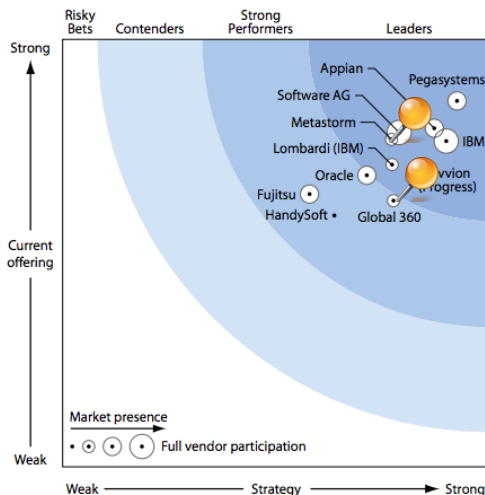 Risky
Bets
Contenders
Strong
Performers
Leaders
Strong
Appian
Pegasystems
Software AG
Metastorm
IBM
Lombardi (IBM)
Oracle
(Progress)
Fujitsu
HandySoft
Global 360
Current
offering
Market presence
Full vendor participation
Weak
Weak
Strategy
Strong